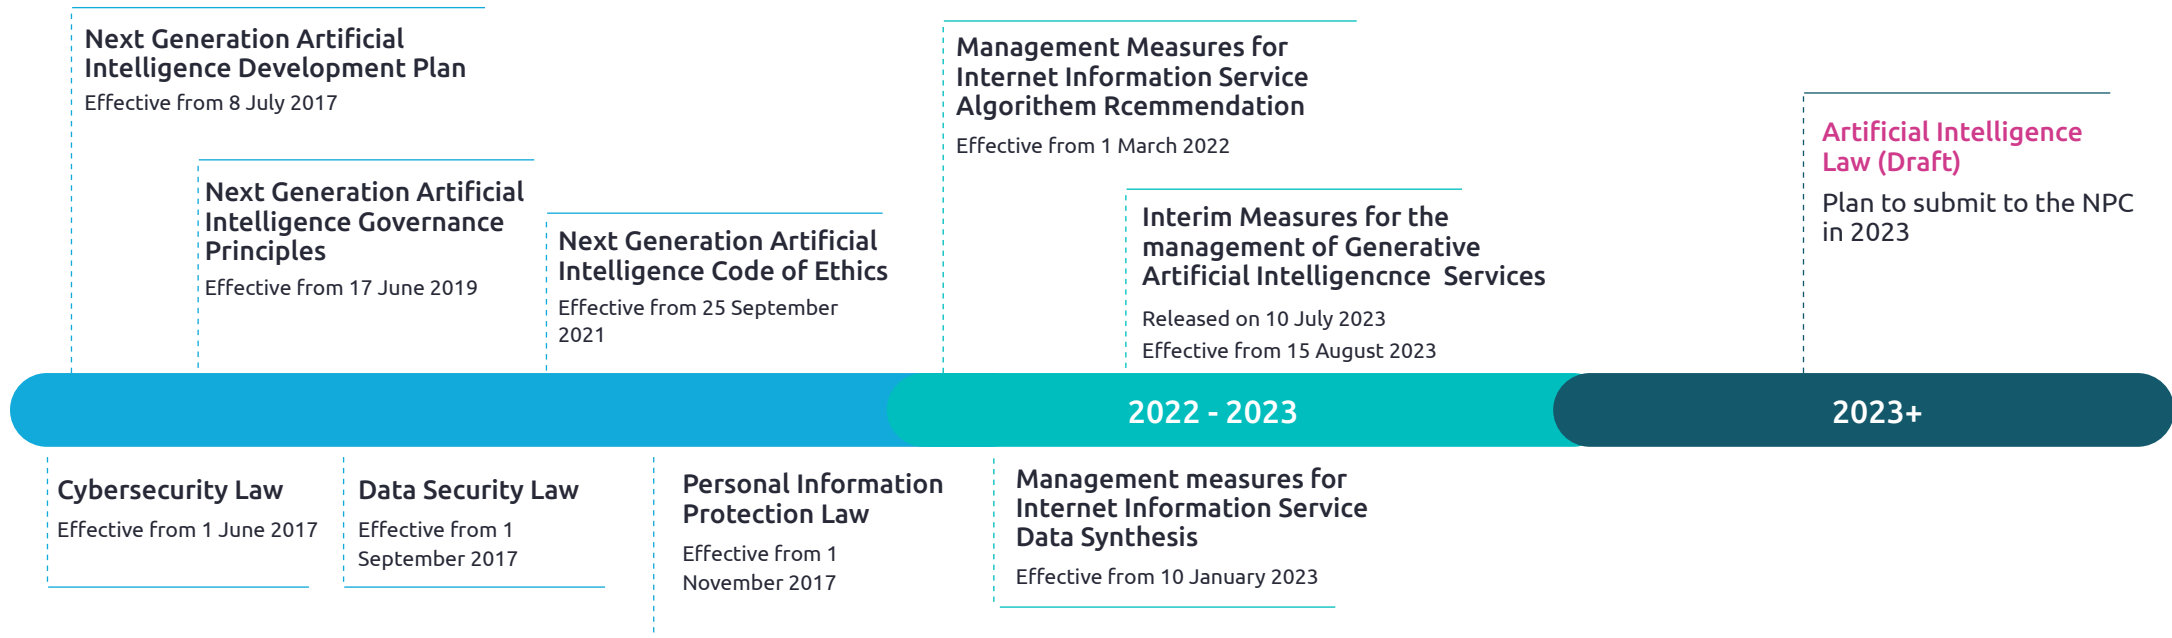 Next Generation Artificial
Intelligence Development Plan
Effective from 8 July 2017
Next Generation Artificial
Intelligence Governance
Principles
Effective from 17 June 2019
Next Generation Artificial
Intelligence Code of Ethics
Effective from 25 September
2021
Management Measures for
Internet Information Service
Algorithem Rcemmendation
Effective from 1 March 2022
Interim Measures for the
management of Generative
Artificial Intelligencnce  Services
Released on 10 July 2023
Effective from 15 August 2023
Artificial Intelligence
Law (Draft)
Plan to submit to the NPC
in 2023
2022 - 2023
2023+
Cybersecurity Law
Effective from 1 June 2017
Data Security Law
Effective from 1
September 2017
Personal Information
Protection Law
Effective from 1
November 2017
Management measures for
Internet Information Service
Data Synthesis
Effective from 10 January 2023